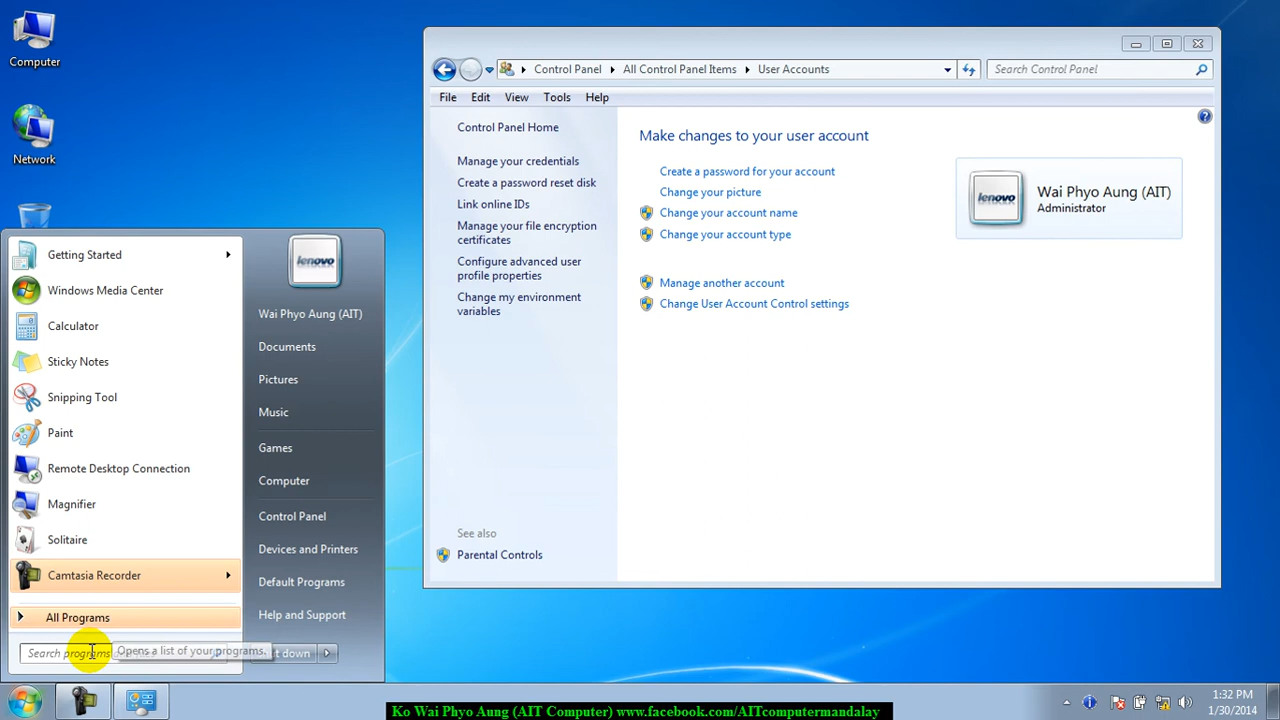 Computer
Network
Control Panel
All Control Panel Items
User Accounts
Search Control Panel
File Edit View Tools Help
Control Panel Home
Manage your credentials
Create a password reset disk
Link online IDs
Manage your file encryption
certificates
Configure advanced user
profile properties
Change my environment
variables
See also
Parental Controls
Make changes to your user account
Create a password for your account
Change your picture
Change your account name
Change your account type
Manage another account
Change User Account Control settings
lenovo
Wai Phyo Aung (AIT)
Administrator
Getting Started
Windows Media Center
Calculator
Sticky Notes
Snipping Tool
Paint
Remote Desktop Connection
Magnifier
Solitaire
Camtasia Recorder
All Programs
Search programs
Opens a list of your programs.
lenovo
Wai Phyo Aung (AIT)
Documents
Pictures
Music
Games
Computer
Control Panel
Devices and Printers
Default Programs
Help and Support
down
Ko Wai Phyo Aung (AIT Computer) www.facebook.com/AITcomputermandalay
1:32 PM
1/30/2014